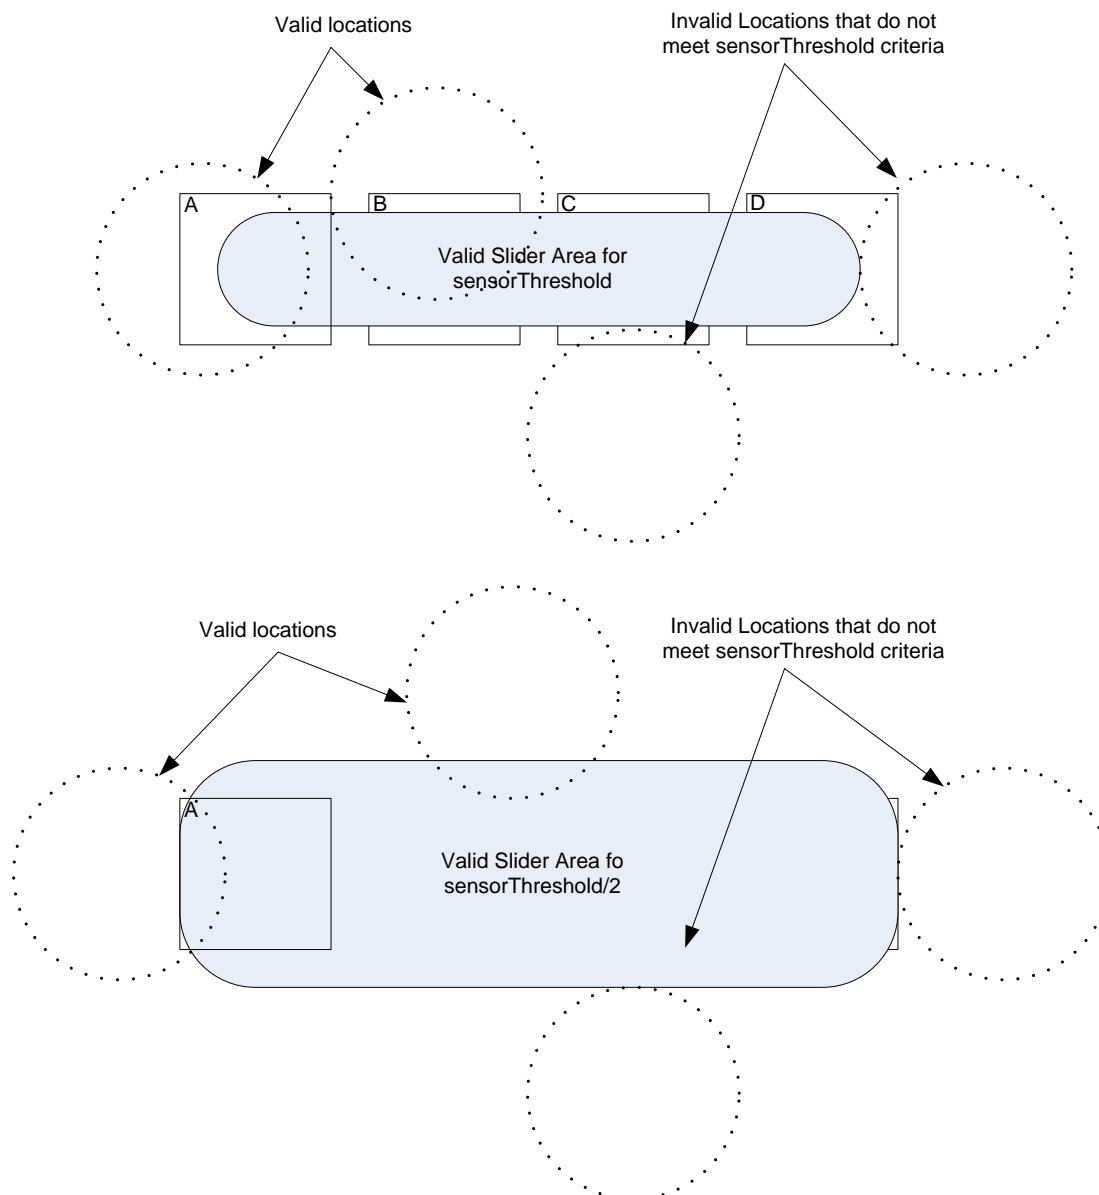 Valid locations
Invalid Locations that do not
meet sensorThreshold criteria
A
B
C
D
Valid Slider Area for
sensorThreshold
Valid locations
Invalid Locations that do not
meet sensorThreshold criteria
A
Valid Slider Area fo
sensorThreshold/2